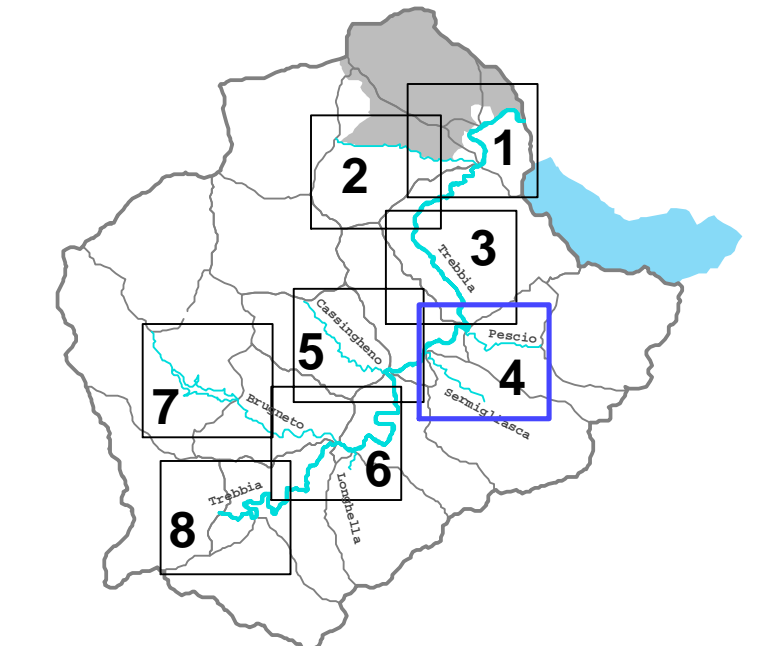 1
2
3
Trebbia
Cassingheno
5
Pescio
4
Sermigliasca
7
Brugneto
6
Longhella
Trebbia
8